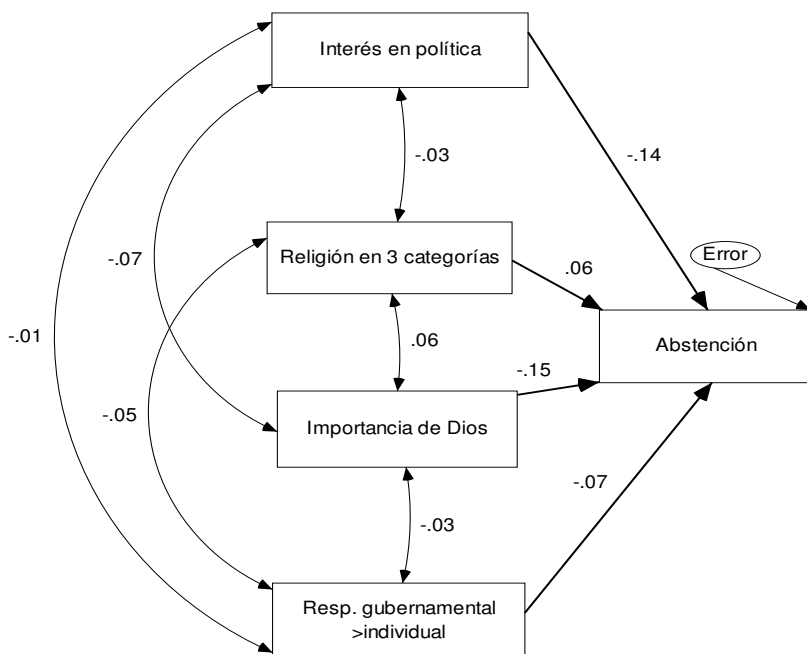 Interés en política
-.03
-.14
-.07
Religión en 3 categorías
.06
Error
-.01
.06
Abstención
-.15
-.05
Importancia de Dios
-.07
-.03
Resp. gubernamental
>individual